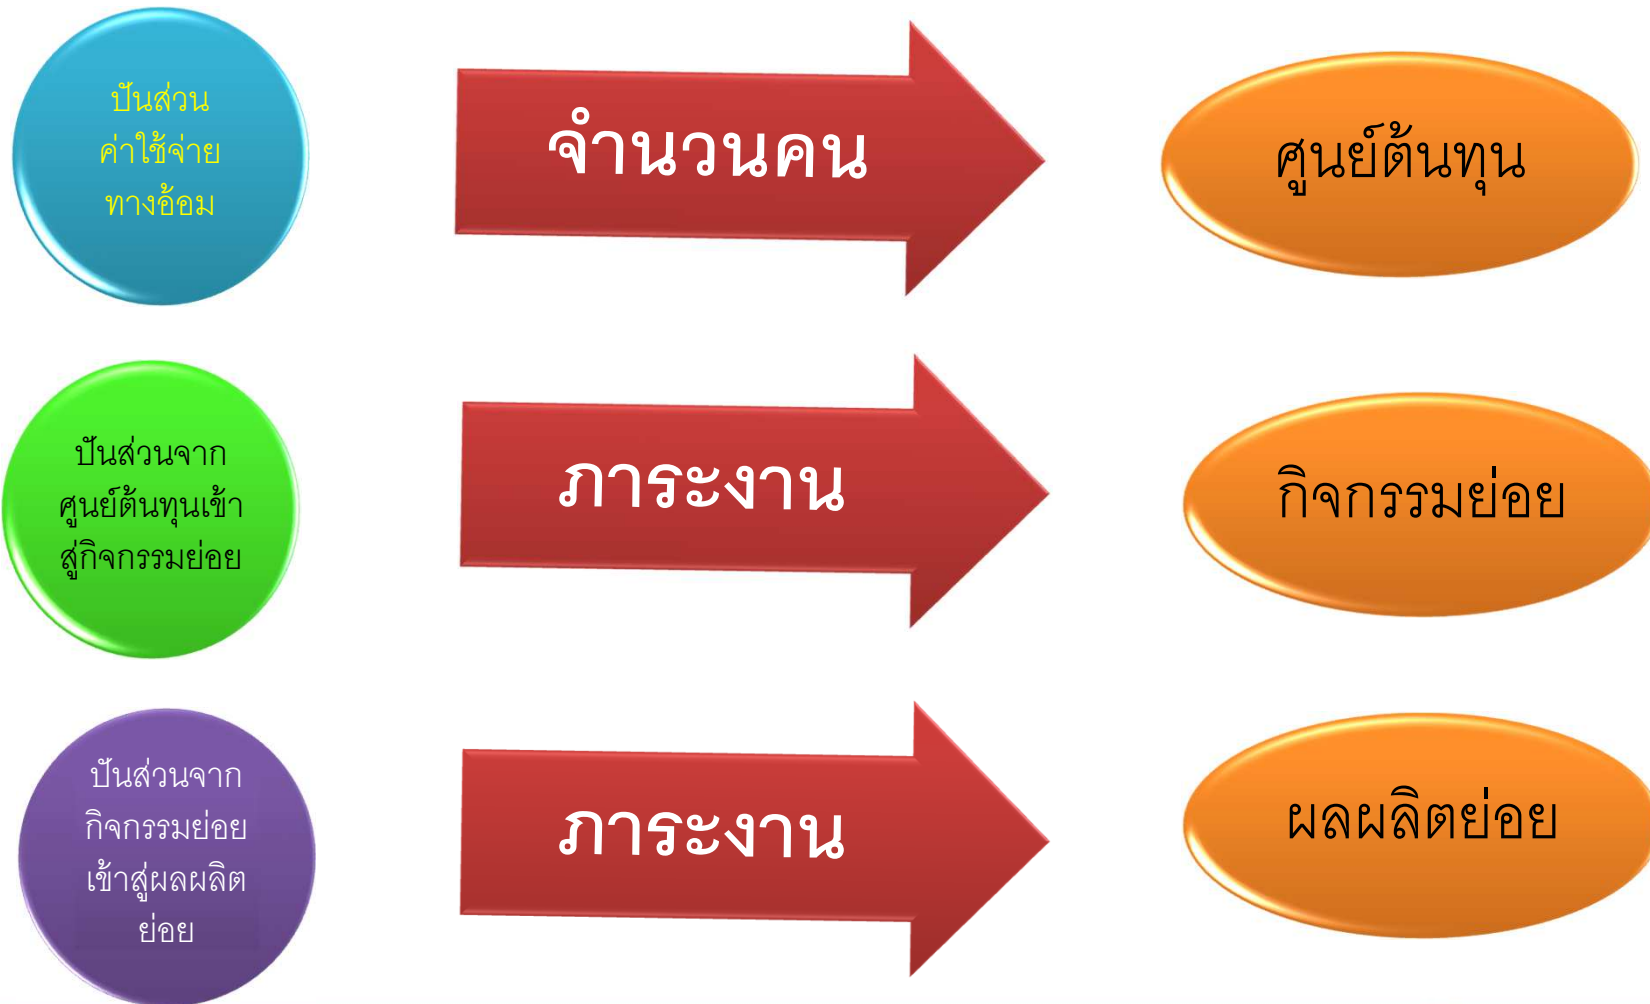 ปันส่วน
ค่าใช้จ่าย
ทางอ้อม
จำนวนคน
ศูนย์ต้นทุน
ปันส่วนจาก
ศูนย์ต้นทุนเข้า
สู่กิจกรรมย่อย
ภาระงาน
กิจกรรมย่อย
ปันส่วนจาก
กิจกรรมย่อย
เข้าสู่ผลผลิต
ย่อย
ภาระงาน
ผลผลิตย่อย